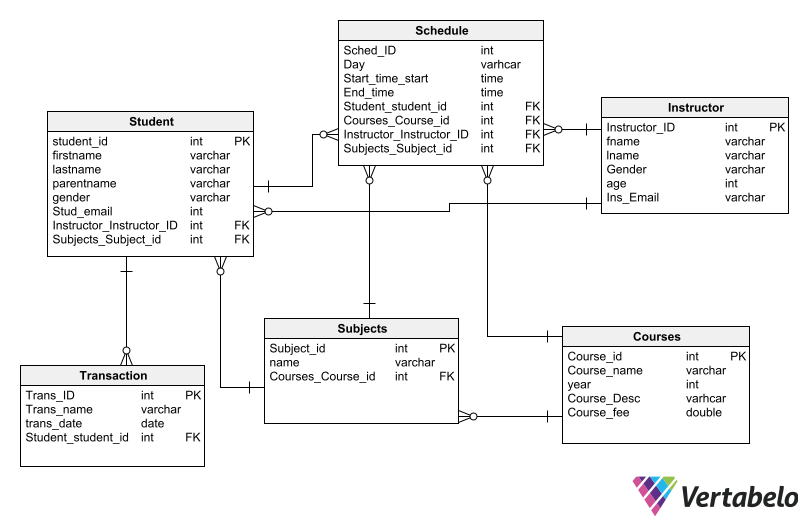 Schedule
Sched_ID int
Day varhcar
Start_time_start time
End_time time
Student_student_id int FK
Courses_Course_id int FK
Instructor_Instructor_ID int FK
Subjects_Subject_id int FK
Instructor
Instructor_ID int PK
fname varchar
lname varchar
Gender varchar
age int
Ins_Email varchar
Student
student_id int PK
firstname varchar
lastname varchar
parentname varchar
gender varchar
Stud_email int
Instructor_Instructor_ID int FK
Subjects_Subject_id int FK
Subjects
Subject_id int PK
name varchar
Courses_Course_id int FK
Courses
Course_id int PK
Course_name varchar
year int
Course_Desc varhcar
Course_fee double
Transaction
Trans_ID int PK
Trans_name varchar
trans_date date
Student_student_id int FK
Vertabelo